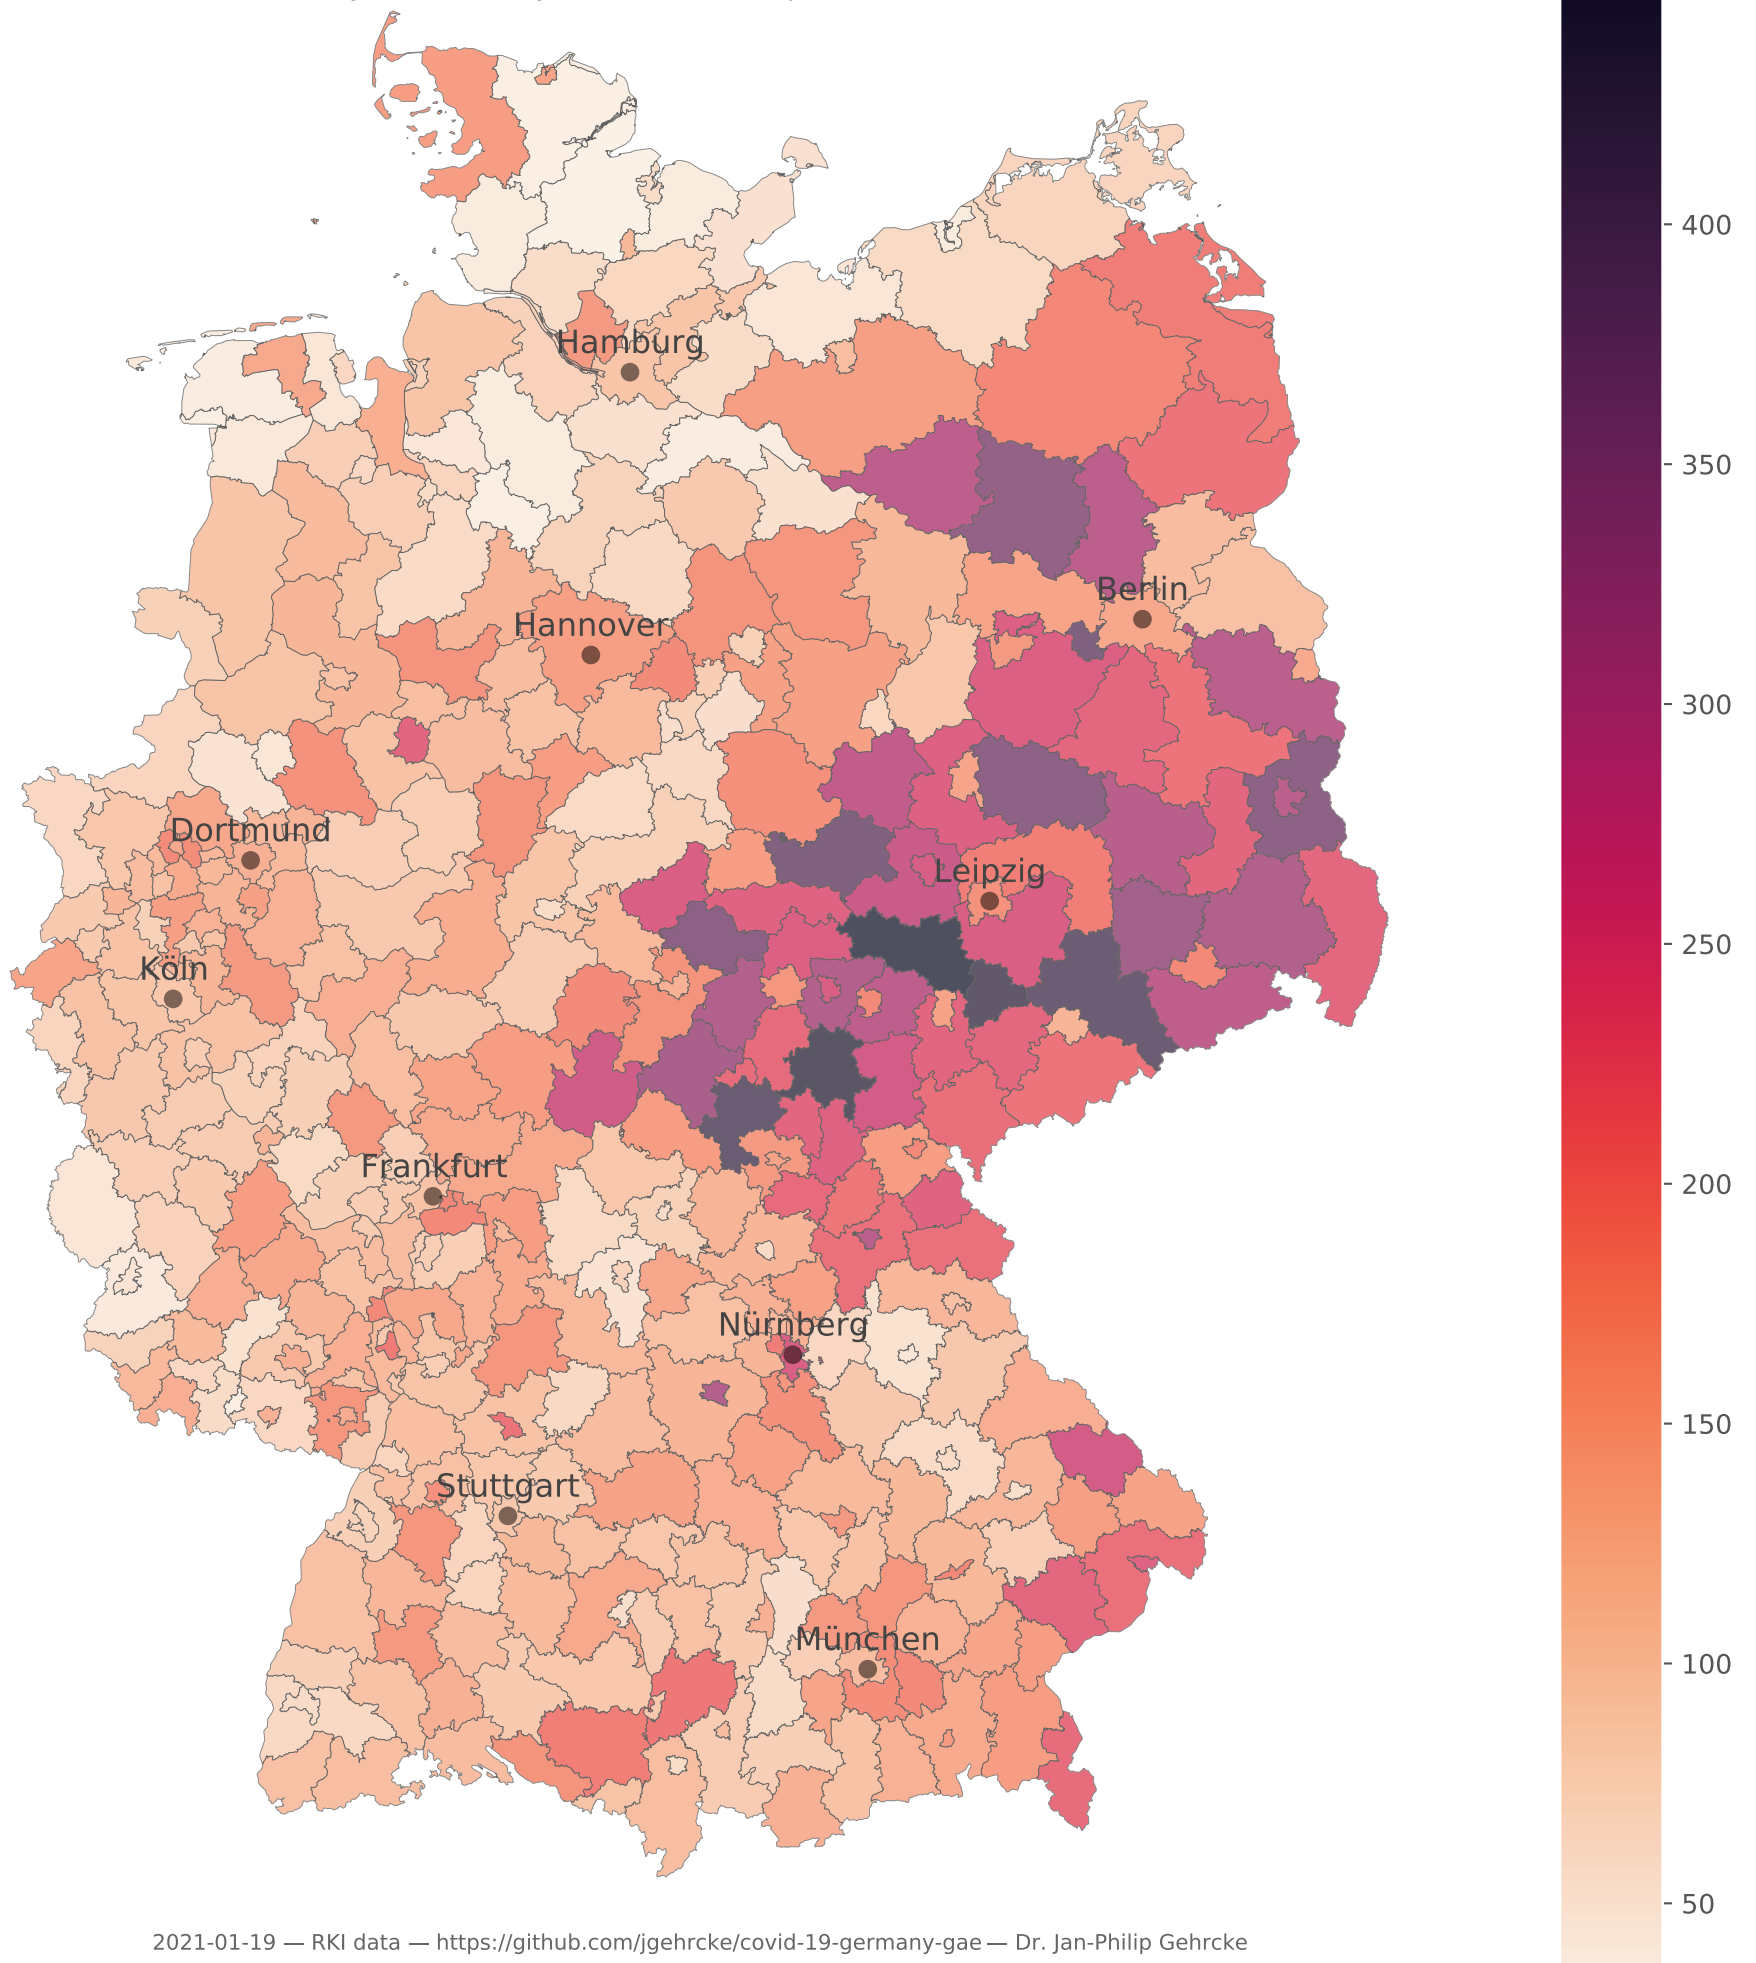 400
Hamburg
350
Berlin
Hannover
300
Dortmund
Leipzig
250
Köln
Frankfurt
200
Nürnberg
150
Stuttgart
München
100
50
2021-01-19 — RKI data — https://github.com/jgehrcke/covid-19-germany-gae — Dr. Jan-Philip Gehrcke